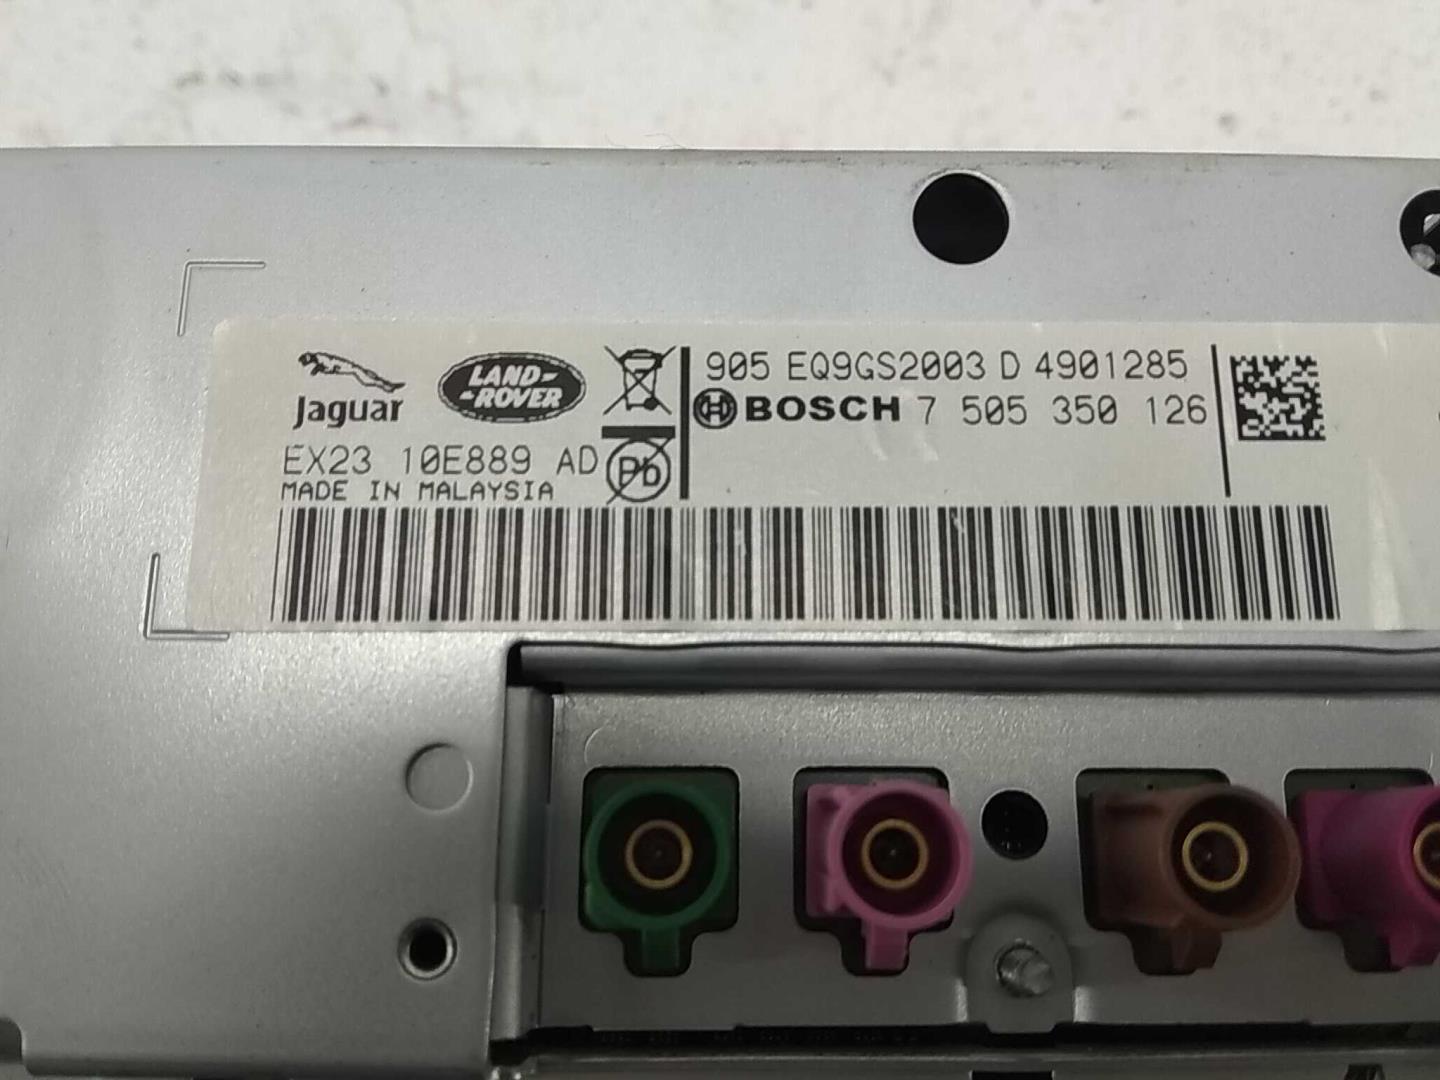 Jaguar
LAND-
-ROVER
905 EQ9GS2003 D 4901285
BOSCH 7 505 350 126
EX23 10E889 AD
Pb
MADE IN MALAYSIA